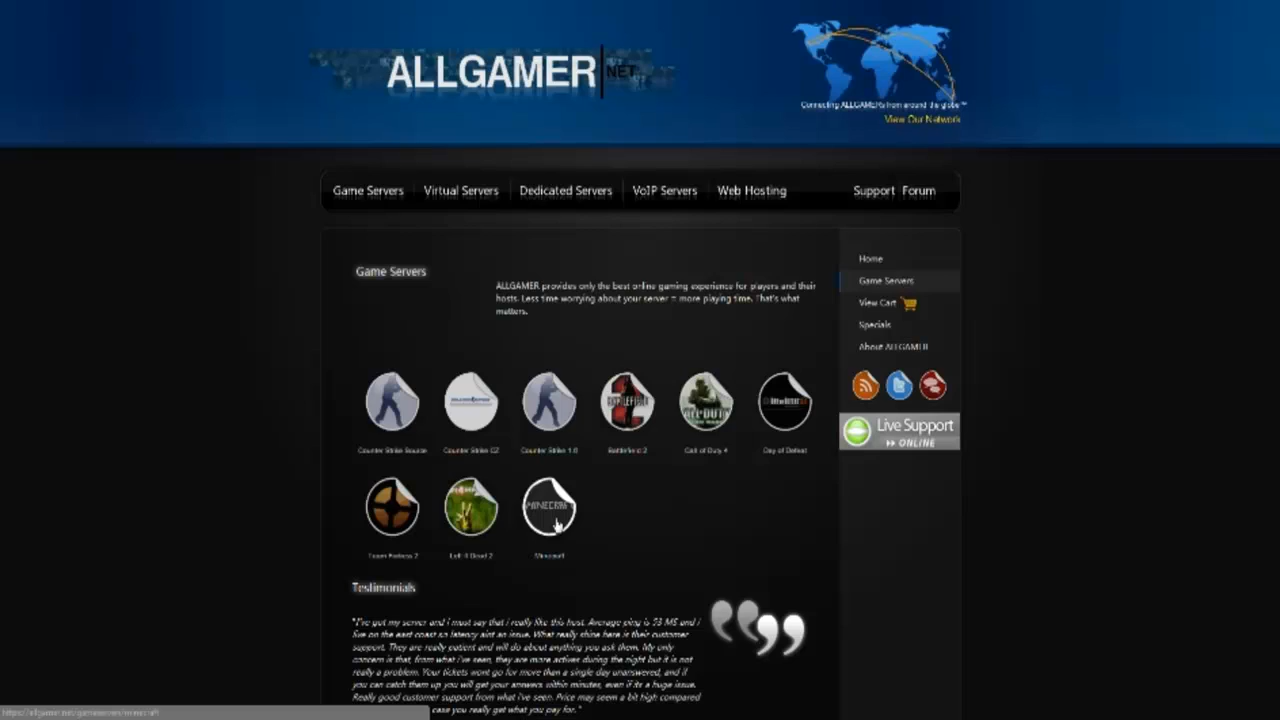 ALLGAMER NET
Connecting ALLGAMERs from around the globe™
View Our Network
Game Servers Virtual Servers Dedicated Servers VoIP Servers Web Hosting Support Forum
Game Servers
ALLGAMER provides only the best online gaming experience for players and their
hosts. Less time worrying about your server = more playing time. That's what
matters.
Home
Game Servers
View Cart
Specials
About ALLGAMER
Live Support
ONLINE
BATTLEFIELD
CALL OF DUTY
Counter Strike Source Counter Strike CZ Counter Strike 1.6 Battlefield 2 Call of Duty 4 Day of Defeat
MINECRAFT
Team Fortress 2 Left 4 Dead 2 Minecraft
Testimonials
"I've got my server and i must say that i really like this host. Average ping is 53 MS and i
live on the east coast so latency aint an issue. What really shine here is their customer
support. They are really patient and will do about anything you ask them. My only
concern is that, from what i've seen, they are more actives during the night but it is not
really a problem. Your tickets wont go for more than a single day unanswered, and if
you can catch them up you will get your answers within minutes, even if its a huge issue.
Really good customer support from what i've seen. Price may seem a bit high compared
case you really get what you pay for."
https://allgamer.net/gameservers/minecraft